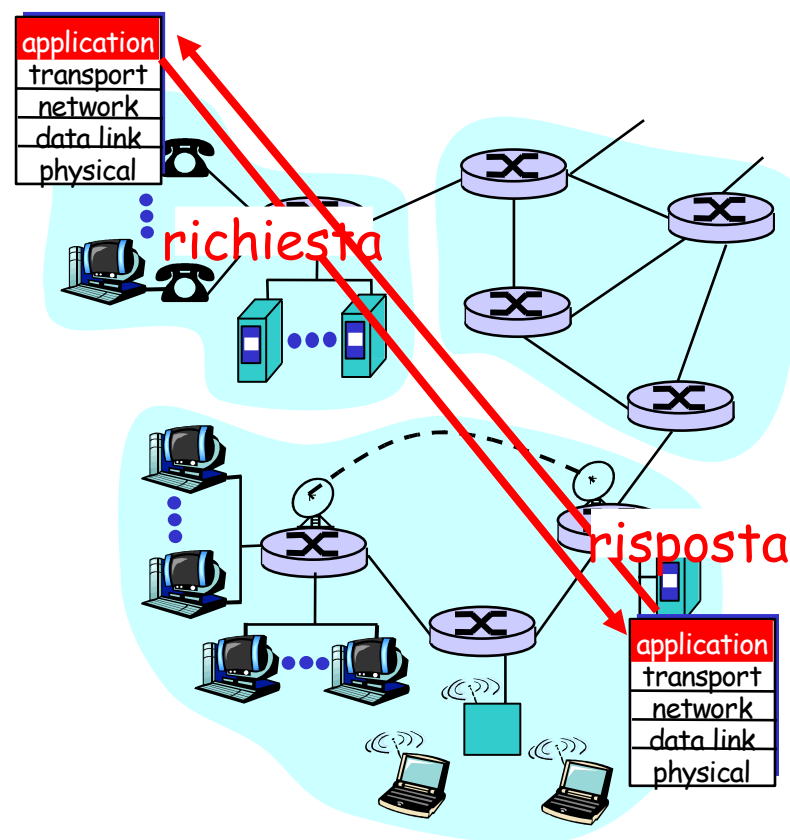 application
transport
network
data link
physical
richiesta
risposta
application
transport
network
data link
physical